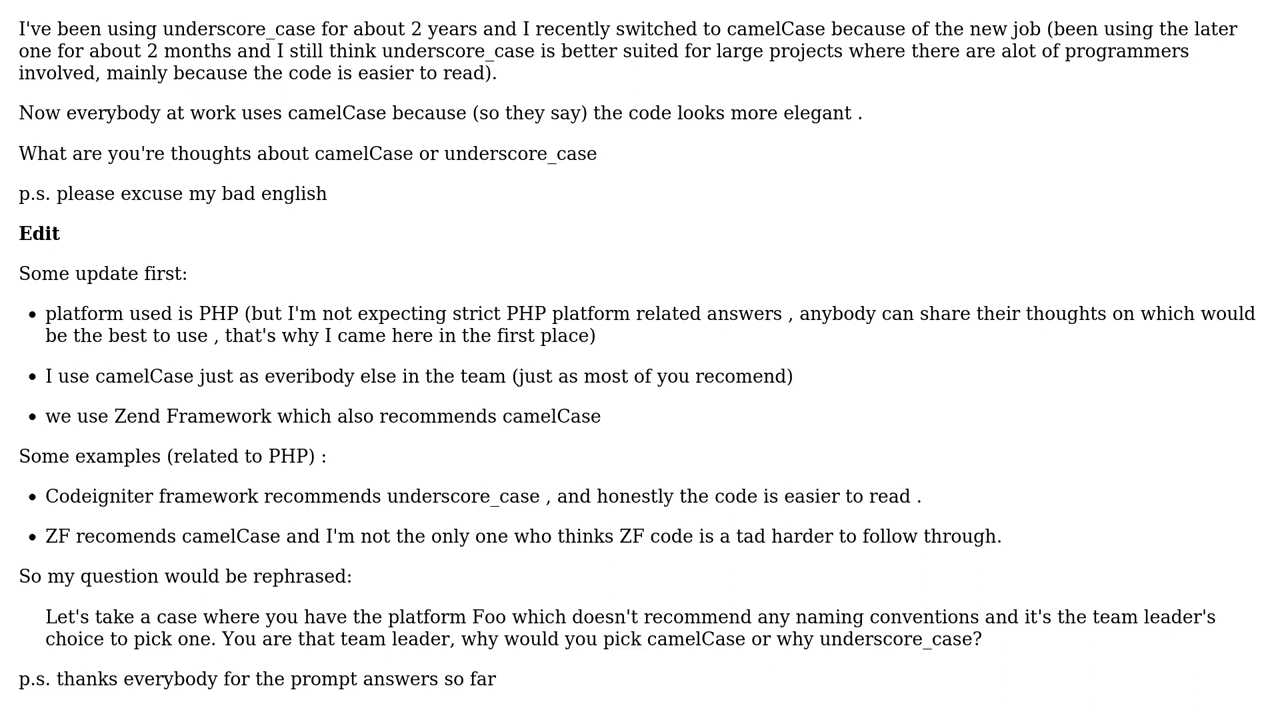 I've been using underscore_case for about 2 years and I recently switched to camelCase because of the new job (been using the later
one for about 2 months and I still think underscore_case is better suited for large projects where there are alot of programmers
involved, mainly because the code is easier to read).
Now everybody at work uses camelCase because (so they say) the code looks more elegant .
What are you're thoughts about camelCase or underscore_case
p.s. please excuse my bad english
Edit
Some update first:
• platform used is PHP (but I'm not expecting strict PHP platform related answers , anybody can share their thoughts on which would
be the best to use , that's why I came here in the first place)
• I use camelCase just as everibody else in the team (just as most of you recomend)
• we use Zend Framework which also recommends camelCase
Some examples (related to PHP) :
• Codeigniter framework recommends underscore_case , and honestly the code is easier to read .
• ZF recomends camelCase and I'm not the only one who thinks ZF code is a tad harder to follow through.
So my question would be rephrased:
Let's take a case where you have the platform Foo which doesn't recommend any naming conventions and it's the team leader's
choice to pick one. You are that team leader, why would you pick camelCase or why underscore_case?
p.s. thanks everybody for the prompt answers so far